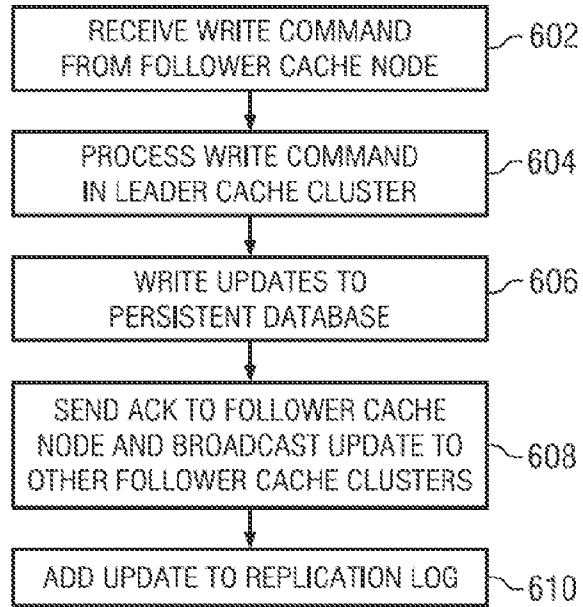 RECEIVE WRITE COMMAND
FROM FOLLOWER CACHE NODE
602
PROCESS WRITE COMMAND
IN LEADER CACHE CLUSTER
604
WRITE UPDATES TO
PERSISTENT DATABASE
606
SEND ACK TO FOLLOWER CACHE
NODE AND BROADCAST UPDATE TO
OTHER FOLLOWER CACHE CLUSTERS
608
ADD UPDATE TO REPLICATION LOG
610